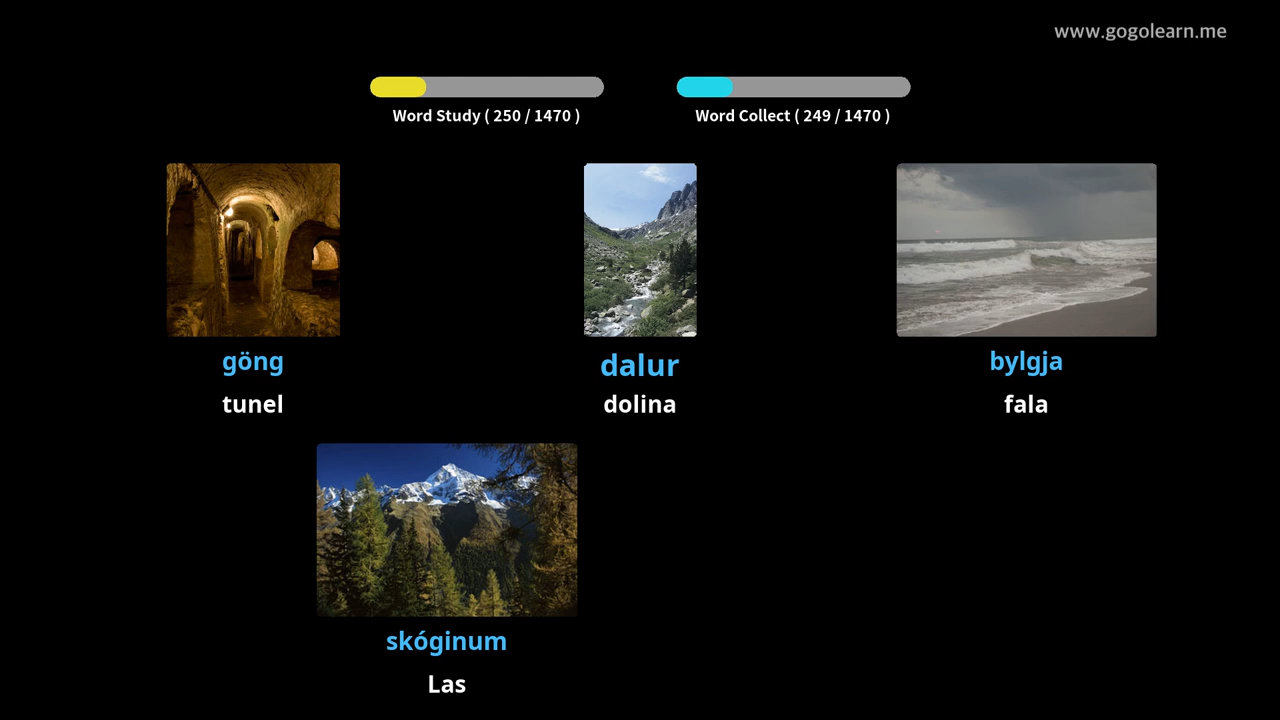 www.gogolearn.me
Word Study ( 250 / 1470 )
Word Collect ( 249 / 1470 )
göng
dalur
bylgja
tunel
dolina
fala
skóginum
Las